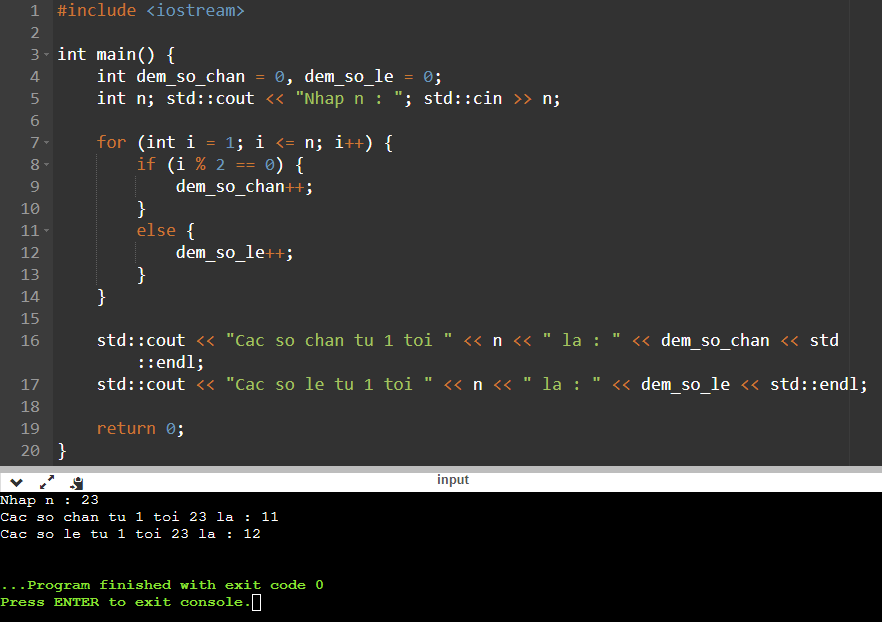 1 #include <iostream>
2
3 int main() {
4     int dem_so_chan = 0, dem_so_le = 0;
5     int n; std::cout << "Nhap n : "; std::cin >> n;
6
7     for (int i = 1; i <= n; i++) {
8         if (i % 2 == 0) {
9             dem_so_chan++;
10         }
11         else {
12             dem_so_le++;
13         }
14     }
15
16     std::cout << "Cac so chan tu 1 toi " << n << " la : " << dem_so_chan << std
        ::endl;
17     std::cout << "Cac so le tu 1 toi " << n << " la : " << dem_so_le << std::endl;
18
19     return 0;
20 }
input
Nhap n : 23
Cac so chan tu 1 toi 23 la : 11
Cac so le tu 1 toi 23 la : 12
...Program finished with exit code 0
Press ENTER to exit console.